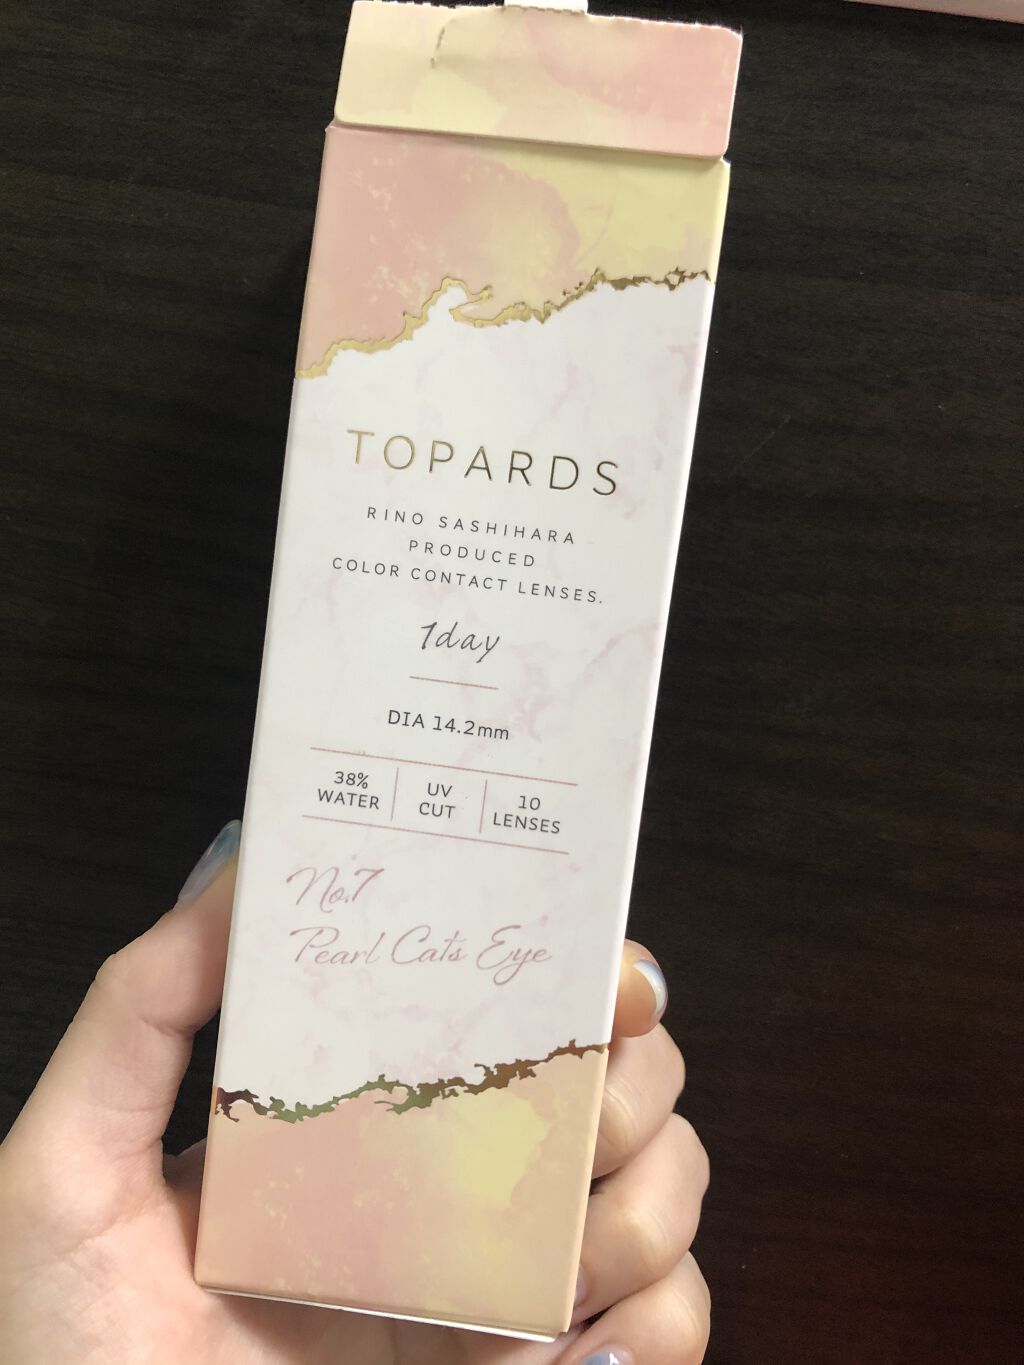 TOPARDS
RINO SASHIHARA
PRODUCED
COLOR CONTACT LENSES.
1day
DIA 14.2mm
38%
WATER
UV
CUT
10
LENSES
No.7
Pearl Cat's Eye